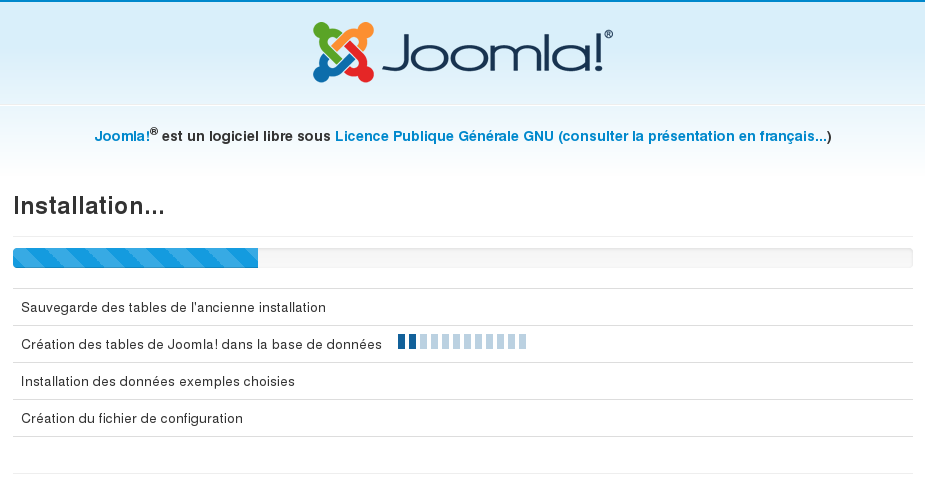 Joomla!®
Joomla!® est un logiciel libre sous Licence Publique Générale GNU (consulter la présentation en français...)
Installation...
Sauvegarde des tables de l'ancienne installation
Création des tables de Joomla! dans la base de données
Installation des données exemples choisies
Création du fichier de configuration